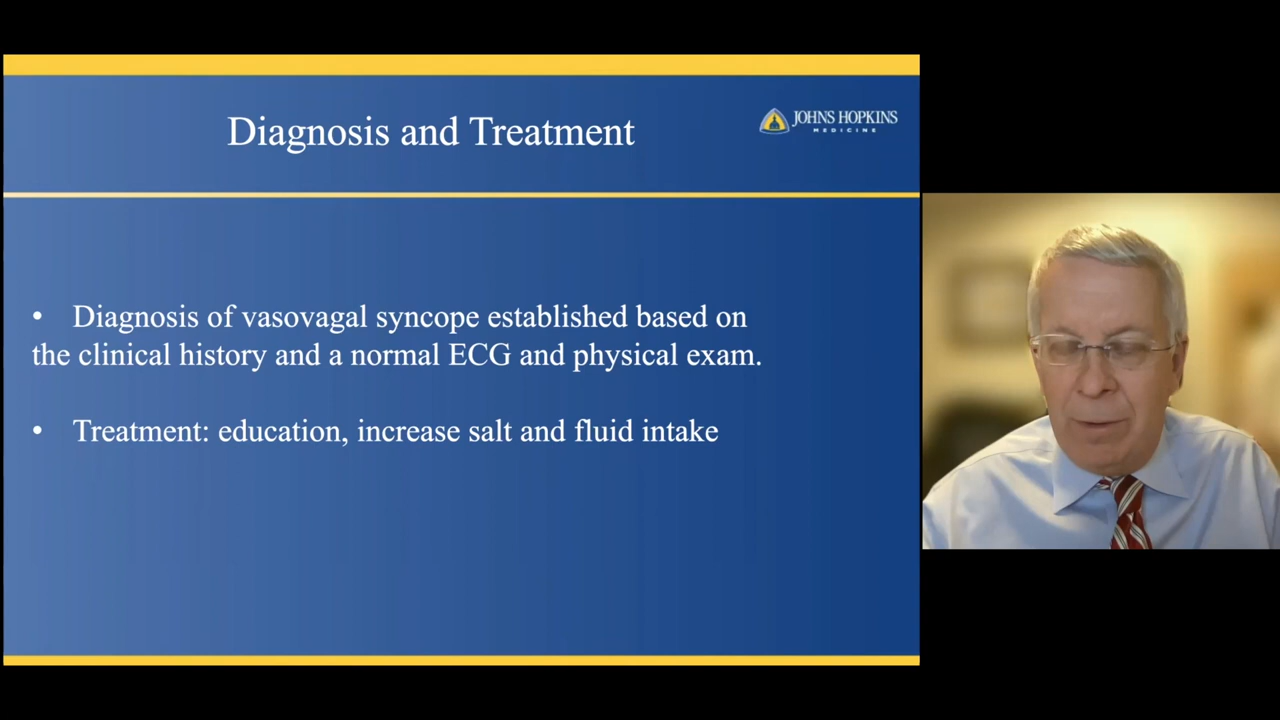 Diagnosis and Treatment
JOHNS HOPKINS
MEDICINE
• Diagnosis of vasovagal syncope established based on
the clinical history and a normal ECG and physical exam.
• Treatment: education, increase salt and fluid intake